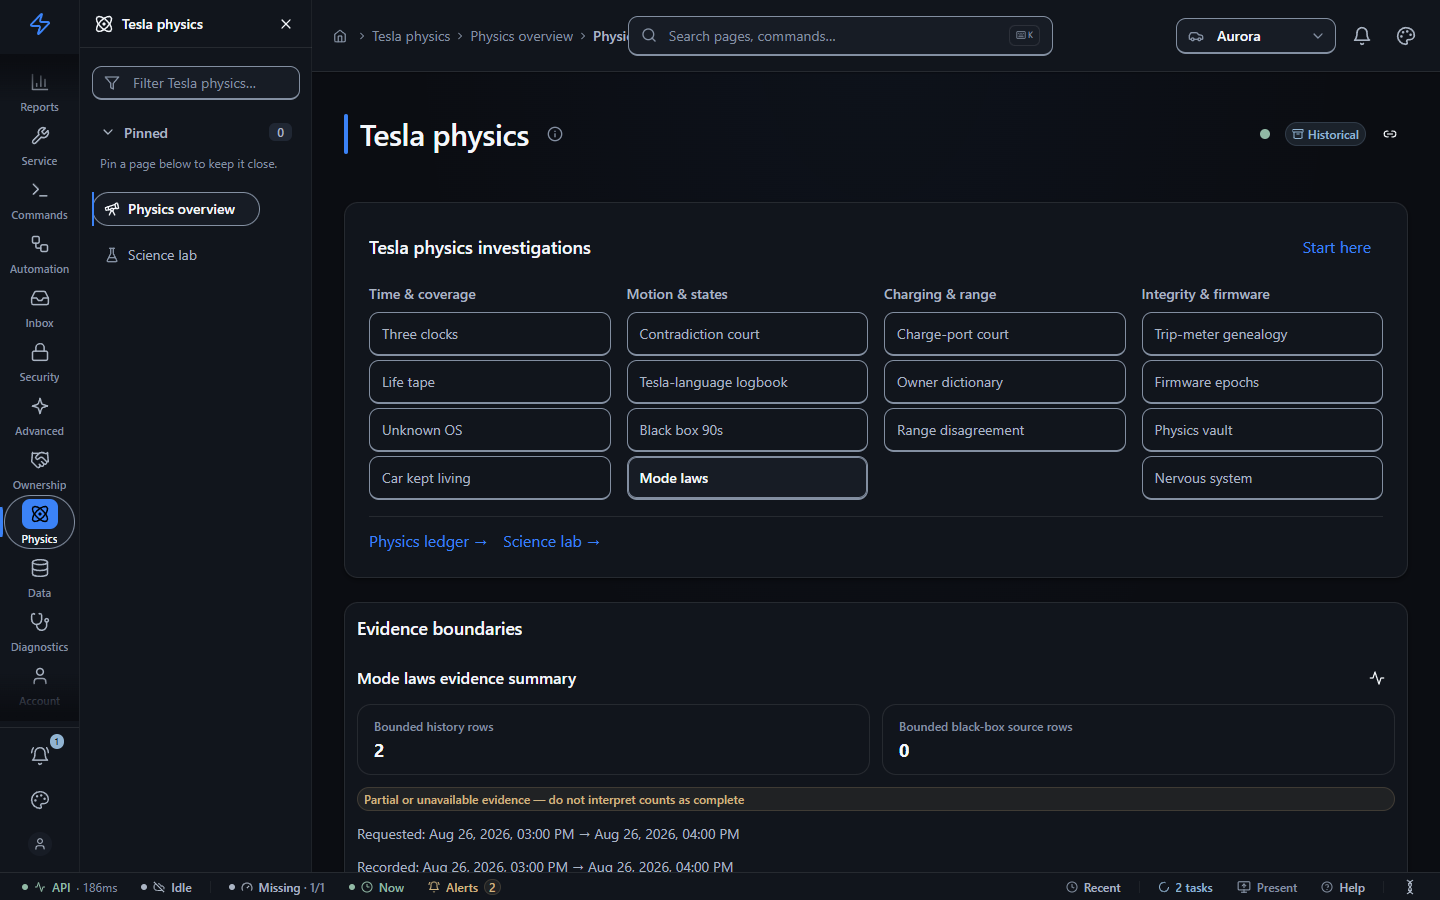 Tesla physics
Tesla physics
Physics overview
Search pages, commands...
K
Aurora
Reports
Service
Commands
Automation
Inbox
Security
Advanced
Ownership
Physics
Data
Diagnostics
Account
1
Filter Tesla physics...
Pinned
0
Pin a page below to keep it close.
Physics overview
Science lab
Tesla physics
Historical
Tesla physics investigations
Start here
Time & coverage
Three clocks
Life tape
Unknown OS
Car kept living
Motion & states
Contradiction court
Tesla-language logbook
Black box 90s
Mode laws
Charging & range
Charge-port court
Owner dictionary
Range disagreement
Integrity & firmware
Trip-meter genealogy
Firmware epochs
Physics vault
Nervous system
Physics ledger →
Science lab →
Evidence boundaries
Mode laws evidence summary
Bounded history rows
2
Bounded black-box source rows
0
Partial or unavailable evidence — do not interpret counts as complete
Requested: Aug 26, 2026, 03:00 PM → Aug 26, 2026, 04:00 PM
Recorded: Aug 26, 2026, 03:00 PM → Aug 26, 2026, 04:00 PM
API · 186ms
Idle
Missing · 1/1
Now
Alerts 2
Recent
2 tasks
Present
Help